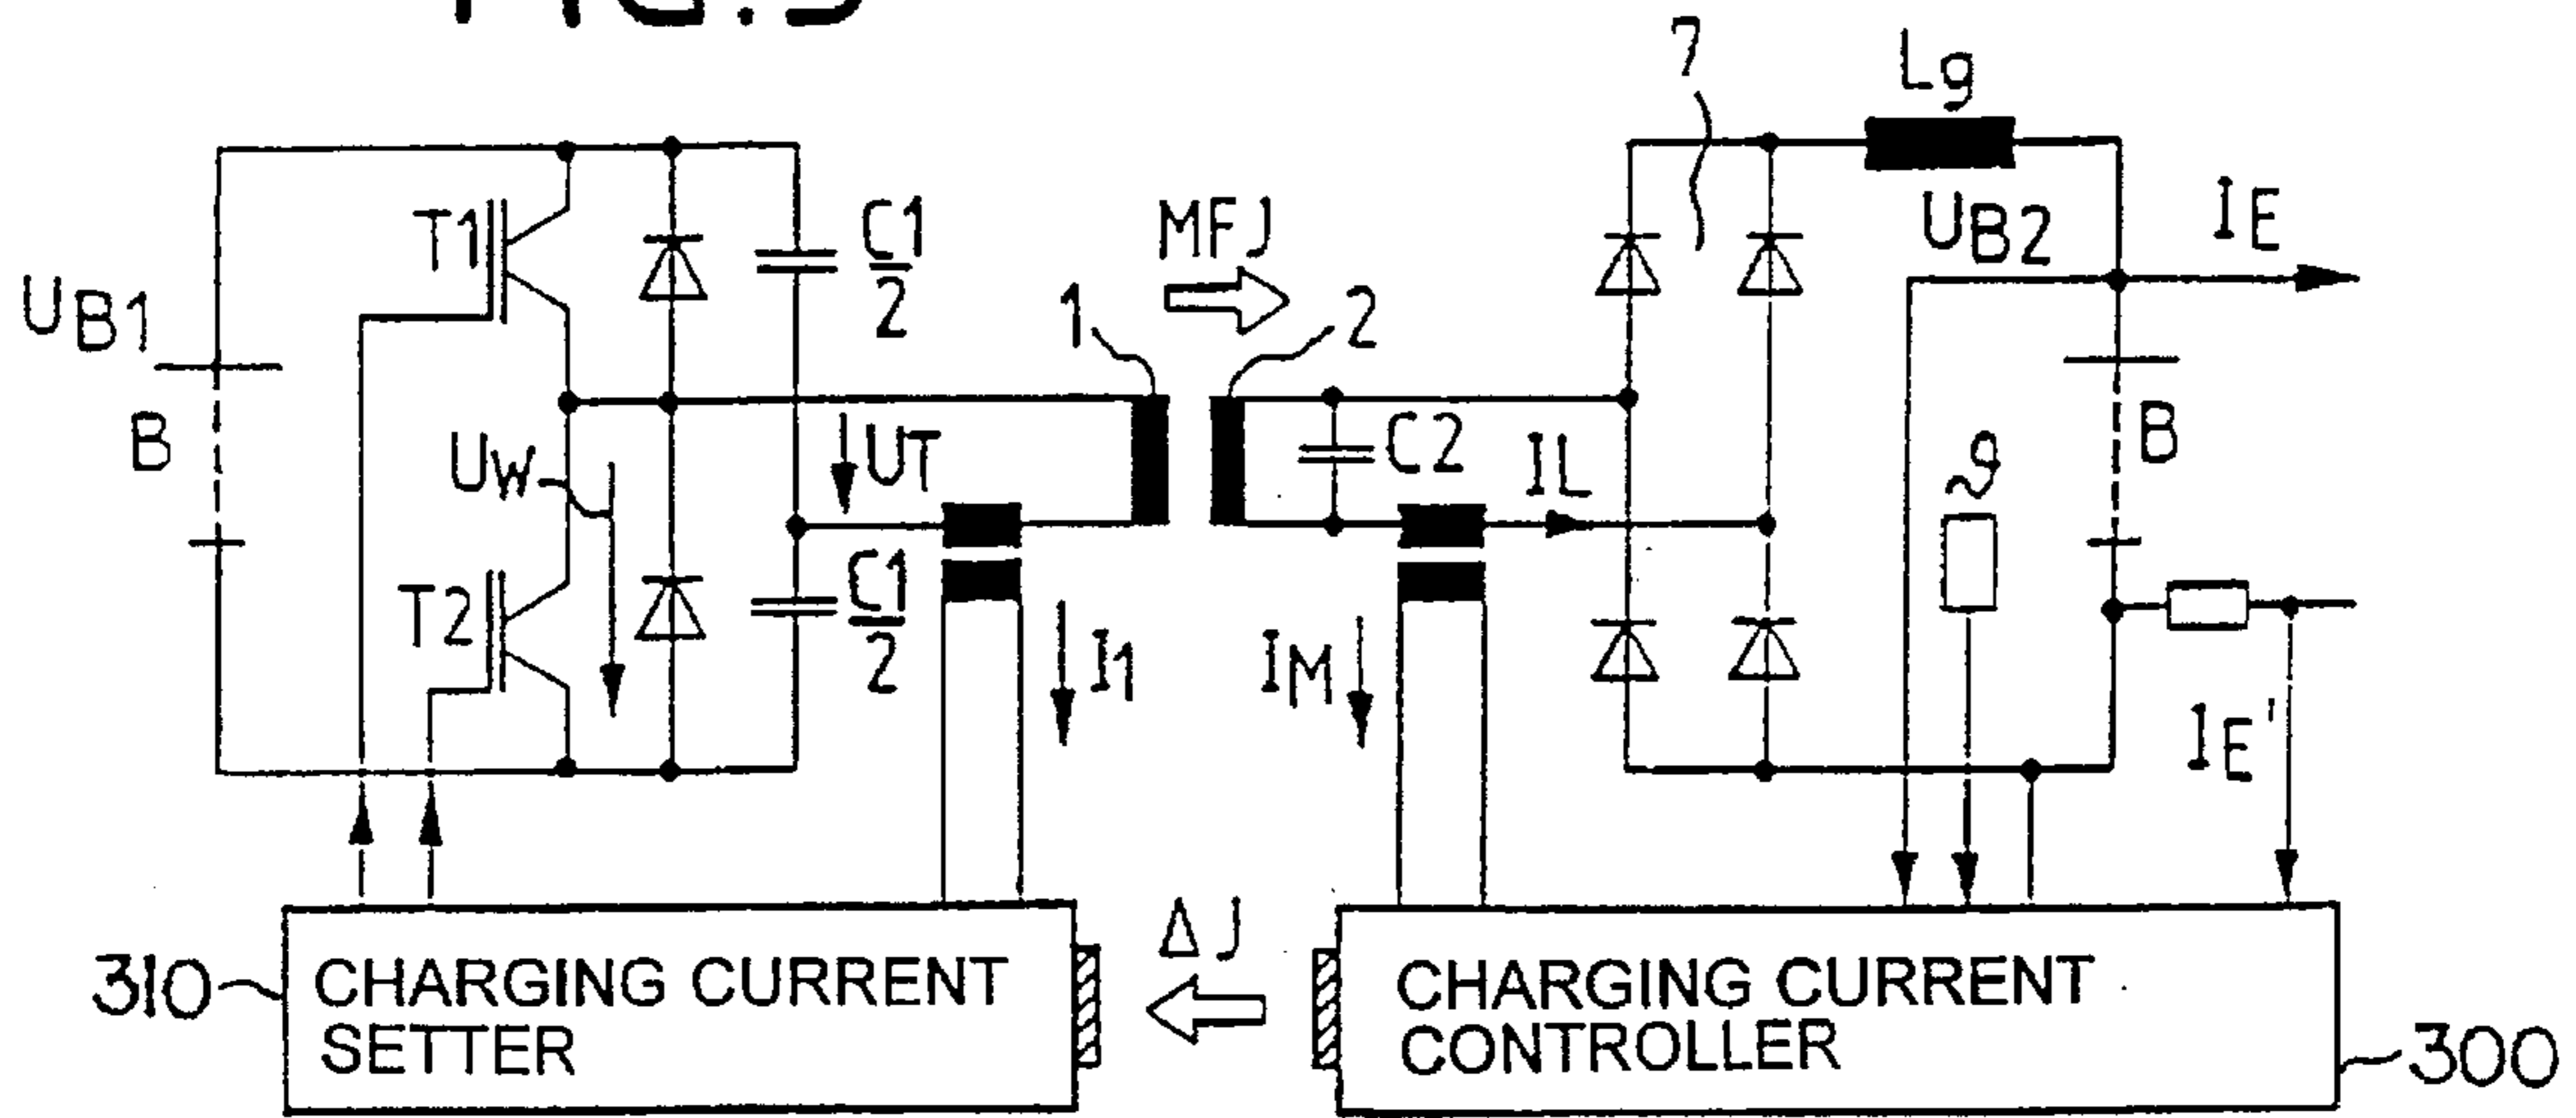 7
Lg
T1
C1
2
MFJ
UB2
IE
UB1
1
2
B
UW
UT
C2
IL
ϑ
B
T2
C1
2
I1
IM
IE'
ΔJ
310
CHARGING CURRENT
SETTER
CHARGING CURRENT
CONTROLLER
300